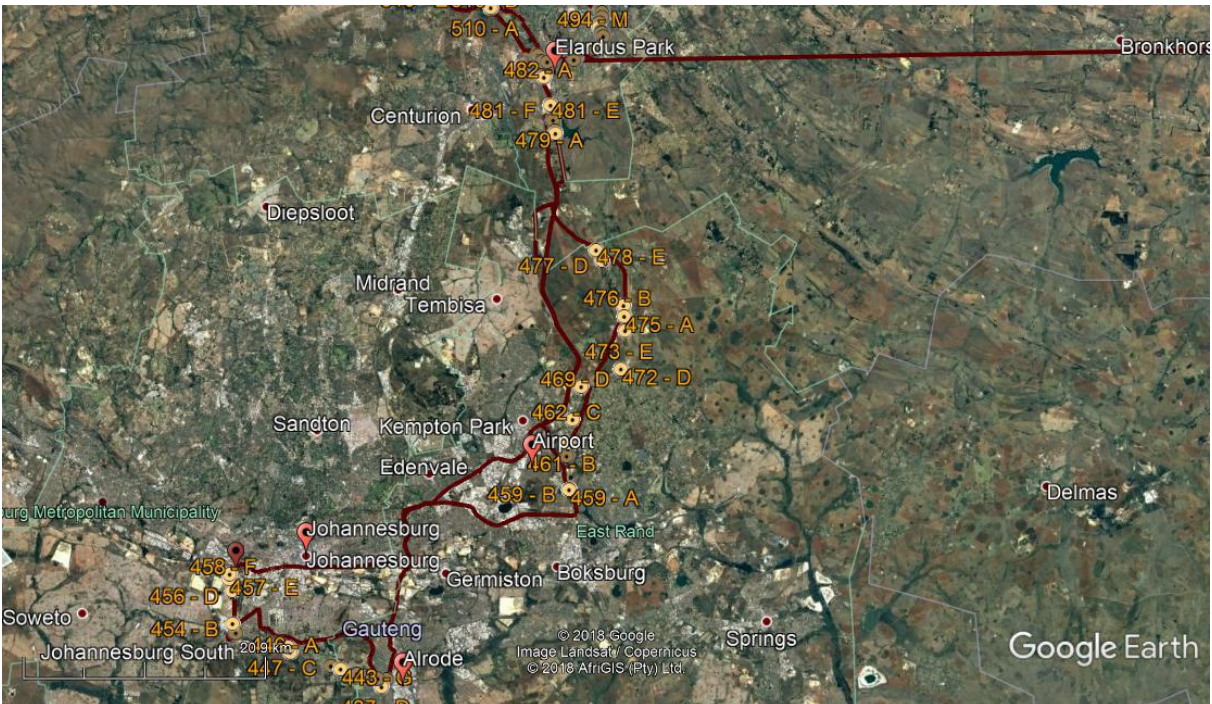 494 - M
510 - A
Elardus Park
Bronkhors
482 - A
Centurion
481 - F
481 - E
479 - A
Diepsloot
477 - D
478 - E
Midrand
Tembisa
476 - B
475 - A
473 - E
469 - D
472 - D
462 - C
Sandton
Kempton Park
Airport
Edenvale
461 - B
459 - B
459 - A
Delmas
urg Metropolitan Municipality
Johannesburg
East Rand
Johannesburg
458 - F
457 - E
Germiston
Boksburg
456 - D
Soweto
454 - B
Gauteng
Springs
Johannesburg South
20.9 km
447 - C
443 - G
Alrode
© 2018 Google
Image Landsat / Copernicus
© 2018 AfriGIS (Pty) Ltd.
Google Earth